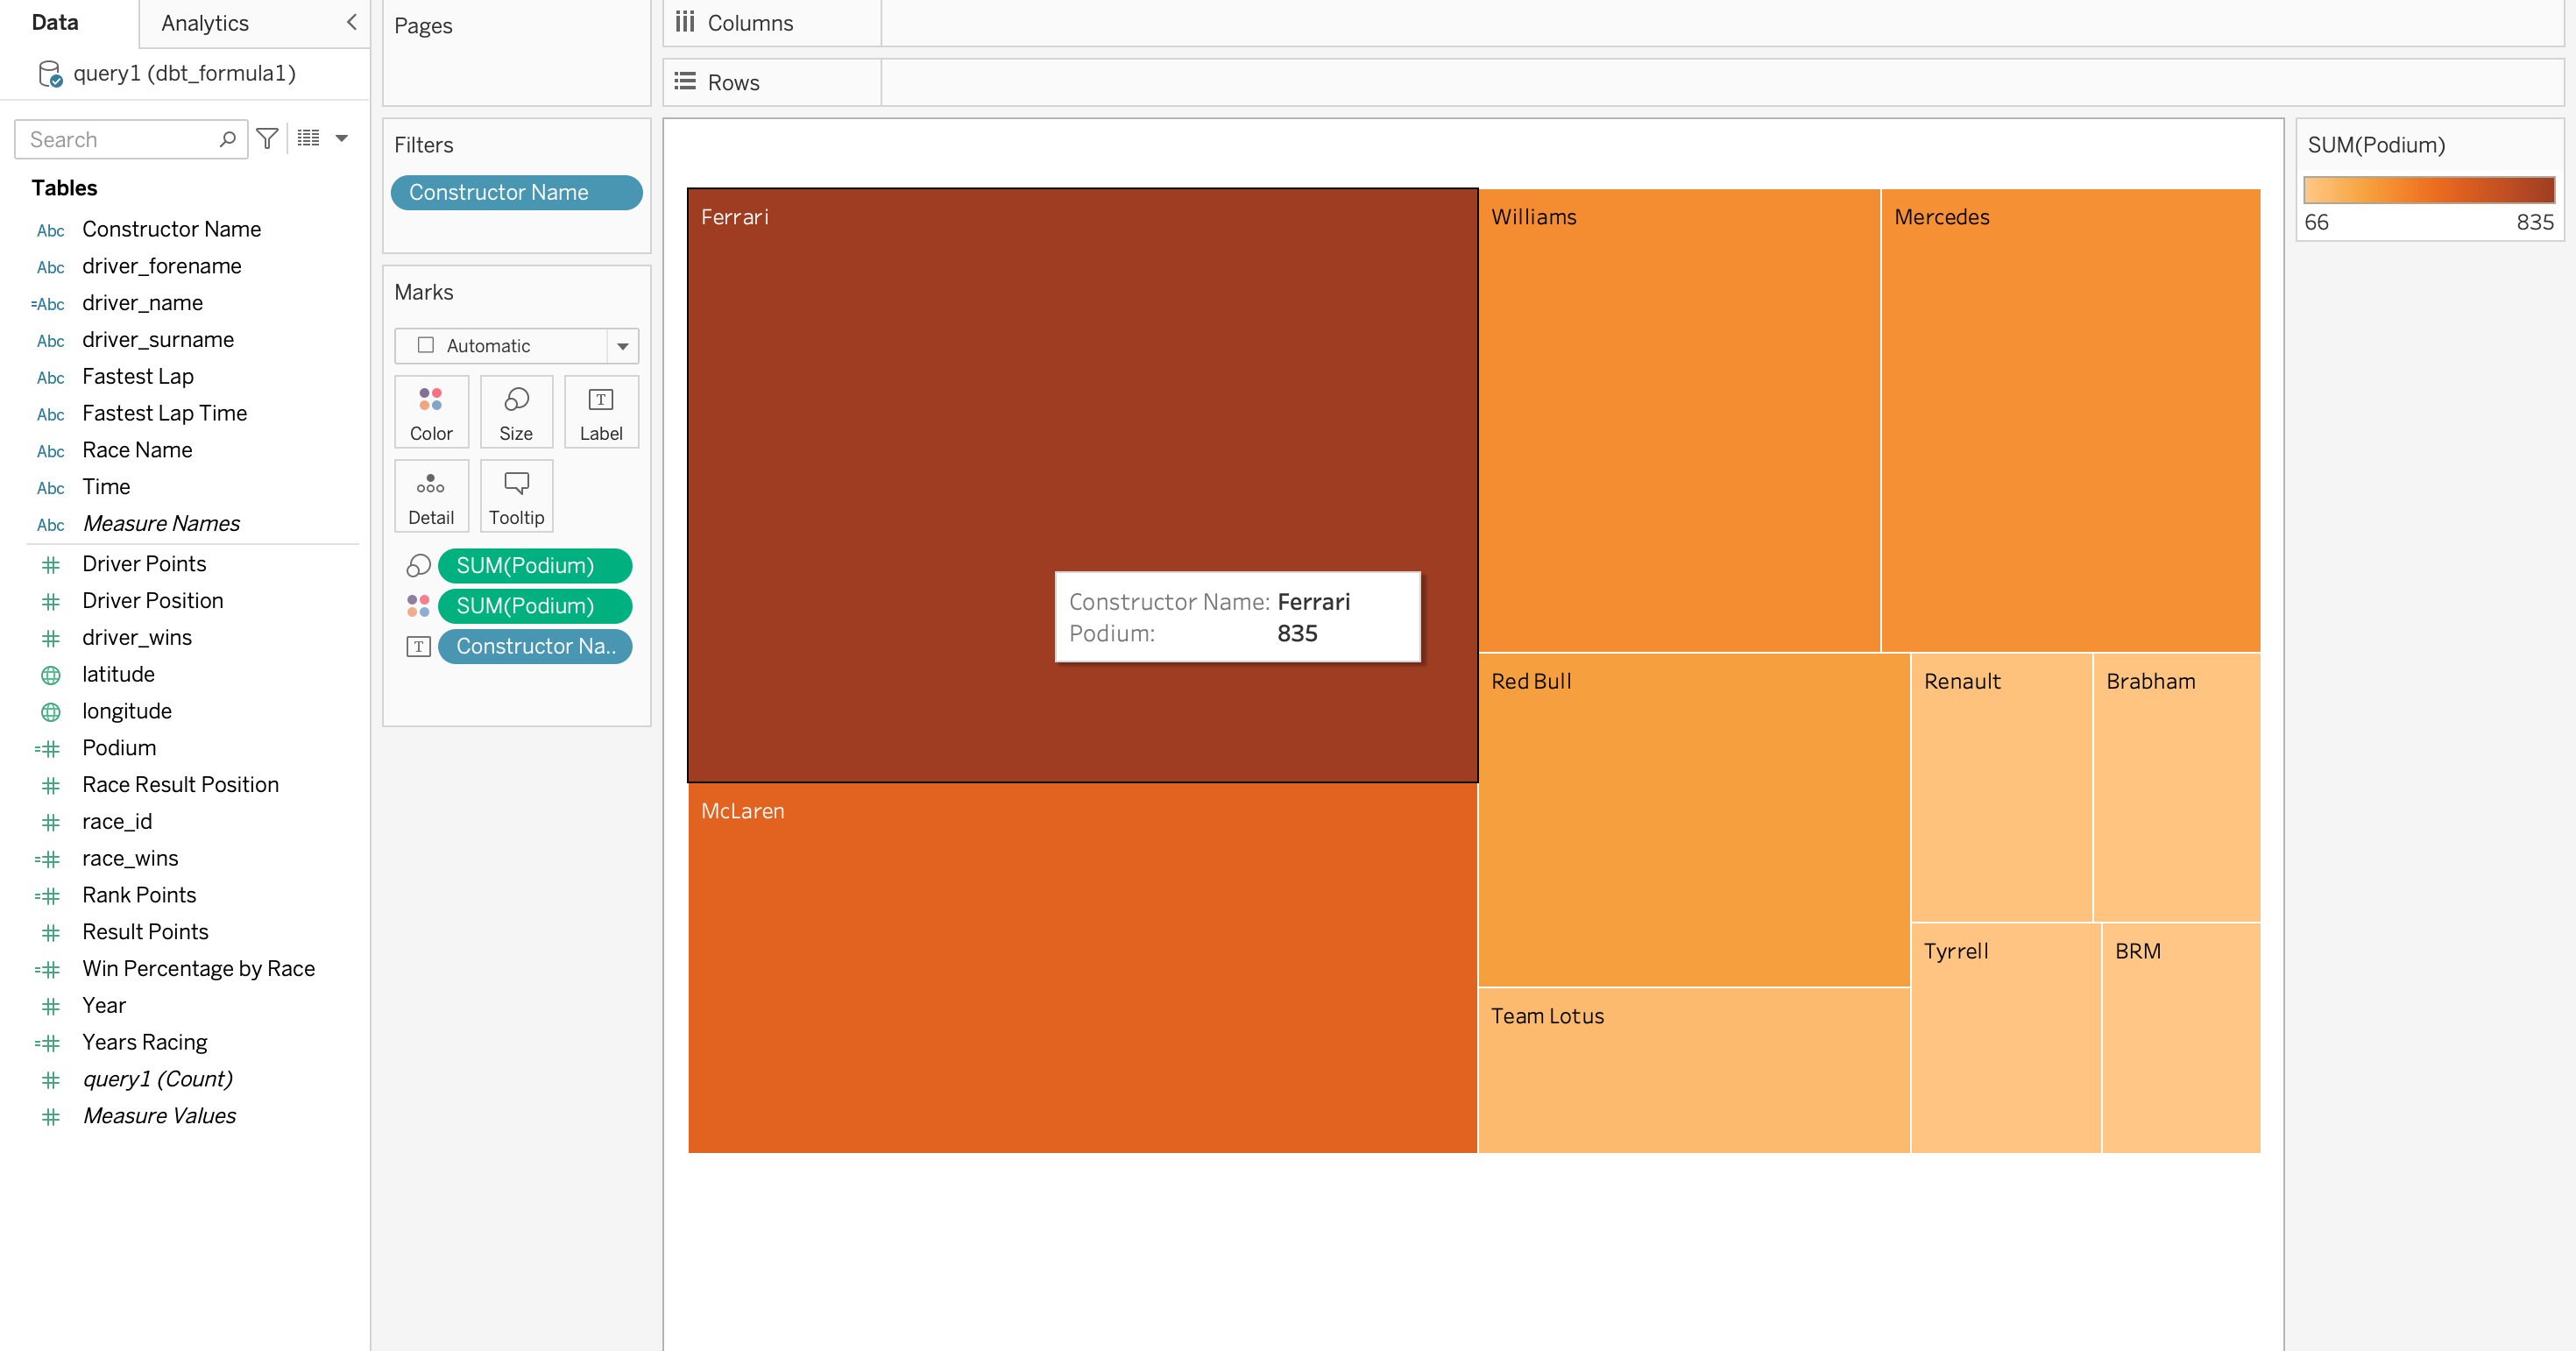 Data
Analytics
query1 (dbt_formula1)
Search
Tables
Abc Constructor Name
Abc driver_forename
=Abc driver_name
Abc driver_surname
Abc Fastest Lap
Abc Fastest Lap Time
Abc Race Name
Abc Time
Abc Measure Names
# Driver Points
# Driver Position
# driver_wins
latitude
longitude
=# Podium
# Race Result Position
# race_id
=# race_wins
=# Rank Points
# Result Points
=# Win Percentage by Race
# Year
=# Years Racing
# query1 (Count)
# Measure Values
Pages
Filters
Constructor Name
Marks
Automatic
Color
Size
T
Label
Detail
Tooltip
SUM(Podium)
SUM(Podium)
T Constructor Na..
Columns
Rows
Ferrari
Williams
Mercedes
Constructor Name: Ferrari
Podium: 835
McLaren
Red Bull
Renault
Brabham
Team Lotus
Tyrrell
BRM
SUM(Podium)
66 835